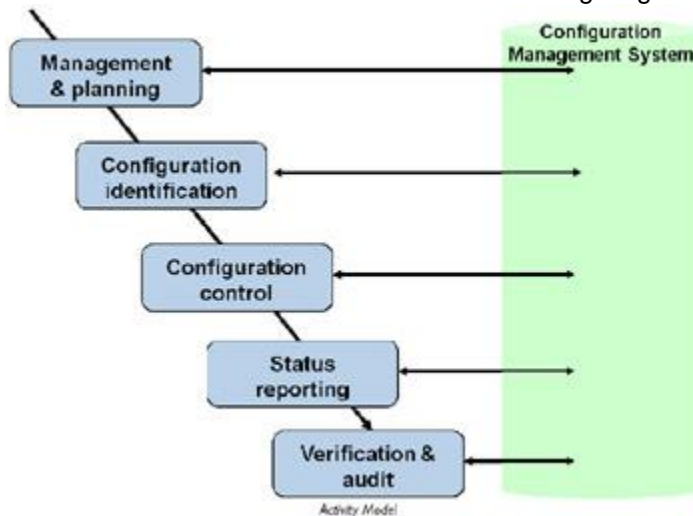 Configuration
Management System
Management
& planning
Configuration
identification
Configuration
control
Status
reporting
Verification &
audit
Activity Model